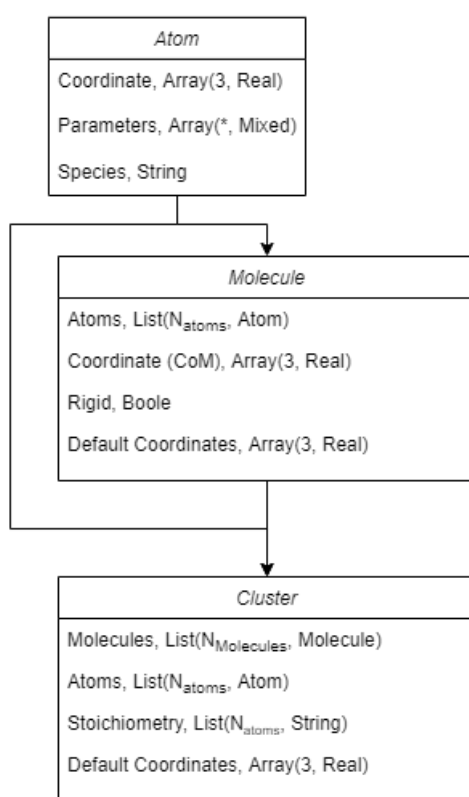 Atom
Coordinate, Array(3, Real)
Parameters, Array(*, Mixed)
Species, String
Molecule
Atoms, List(Natoms, Atom)
Coordinate (CoM), Array(3, Real)
Rigid, Boole
Default Coordinates, Array(3, Real)
Cluster
Molecules, List(NMolecules, Molecule)
Atoms, List(Natoms, Atom)
Stoichiometry, List(Natoms, String)
Default Coordinates, Array(3, Real)